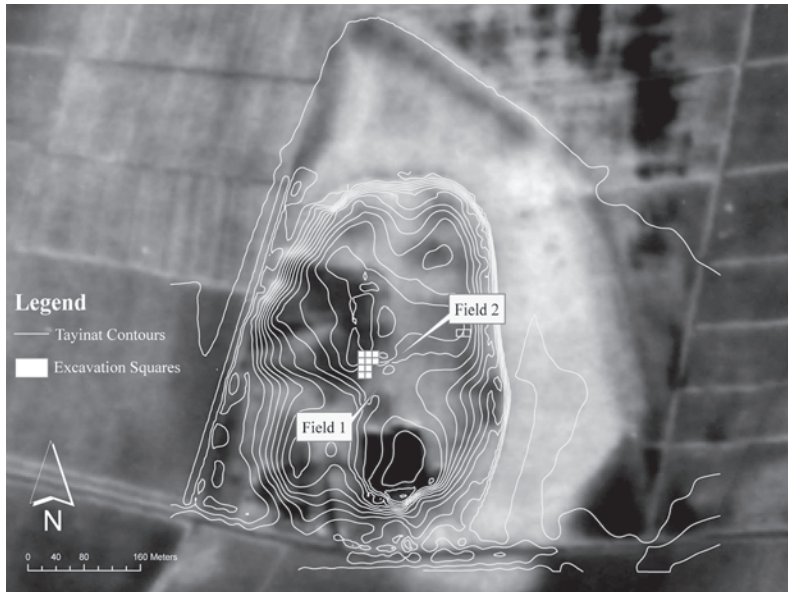 Field 2
Legend
Tayinat Contours
Excavation Squares
Field 1
N
0 40 80 160 Meters